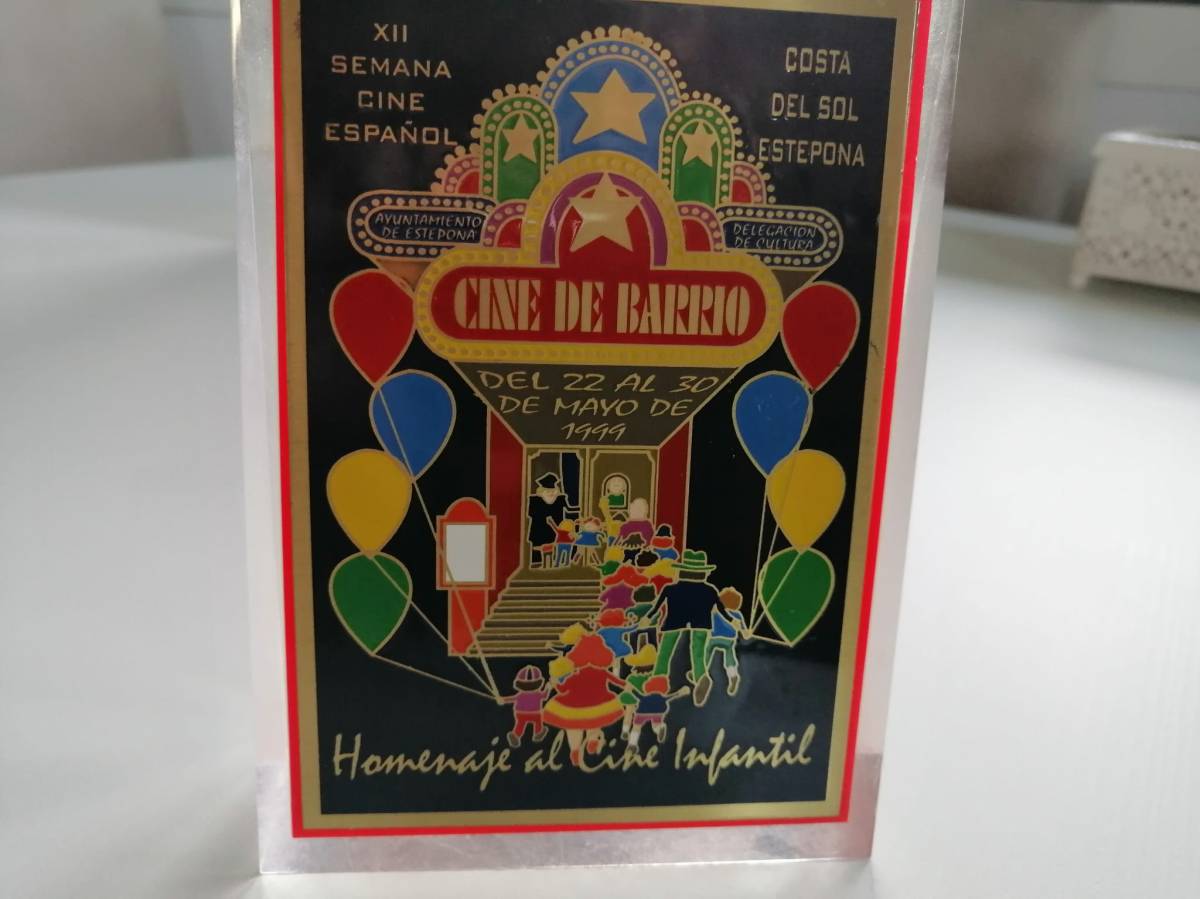 XII
SEMANA
CINE
ESPAÑOL
COSTA
DEL SOL
ESTEPONA
AYUNTAMIENTO
DE ESTEPONA
DELEGACION
DE CULTURA
CINE DE BARRIO
DEL 22 AL 30
DE MAYO DE
1999
Homenaje al Cine Infantil